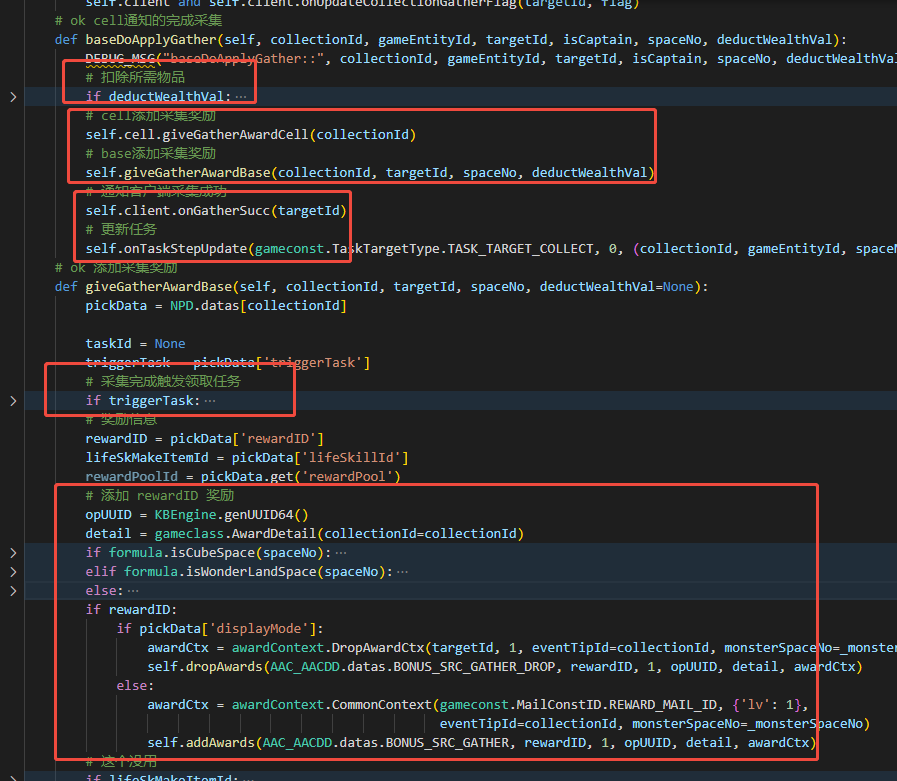 self.client and self.client.onUpdateCollectionGatherFlag(targetId, flag)
# ok cell通知的完成采集
def baseDoApplyGather(self, collectionId, gameEntityId, targetId, isCaptain, spaceNo, deductWealthVal):
DEBUG_MSG("baseDoApplyGather::", collectionId, gameEntityId, targetId, isCaptain, spaceNo, deductWealthVal
# 扣除所需物品
if deductWealthVal:…
# cell添加采集奖励
self.cell.giveGatherAwardCell(collectionId)
# base添加采集奖励
self.giveGatherAwardBase(collectionId, targetId, spaceNo, deductWealthVal)
# 通知客户端采集成功
self.client.onGatherSucc(targetId)
# 更新任务
self.onTaskStepUpdate(gameconst.TaskTargetType.TASK_TARGET_COLLECT, 0, (collectionId, gameEntityId, spaceN
# ok 添加采集奖励
def giveGatherAwardBase(self, collectionId, targetId, spaceNo, deductWealthVal=None):
pickData = NPD.datas[collectionId]
taskId = None
triggerTask = pickData['triggerTask']
# 采集完成触发领取任务
if triggerTask:…
# 奖励信息
rewardID = pickData['rewardID']
lifeSkMakeItemId = pickData['lifeSkillId']
rewardPoolId = pickData.get('rewardPool')
# 添加 rewardID 奖励
opUUID = KBEngine.genUUID64()
detail = gameclass.AwardDetail(collectionId=collectionId)
if formula.isCubeSpace(spaceNo):…
elif formula.isWonderLandSpace(spaceNo):…
else:…
if rewardID:
if pickData['displayMode']:
awardCtx = awardContext.DropAwardCtx(targetId, 1, eventTipId=collectionId, monsterSpaceNo=_monster
self.dropAwards(AAC_AACDD.datas.BONUS_SRC_GATHER_DROP, rewardID, 1, opUUID, detail, awardCtx)
else:
awardCtx = awardContext.CommonContext(gameconst.MailConstID.REWARD_MAIL_ID, {'lv': 1},
eventTipId=collectionId, monsterSpaceNo=_monsterSpaceNo)
self.addAwards(AAC_AACDD.datas.BONUS_SRC_GATHER, rewardID, 1, opUUID, detail, awardCtx)
# 这个没用
if lifeSkMakeItemId:…